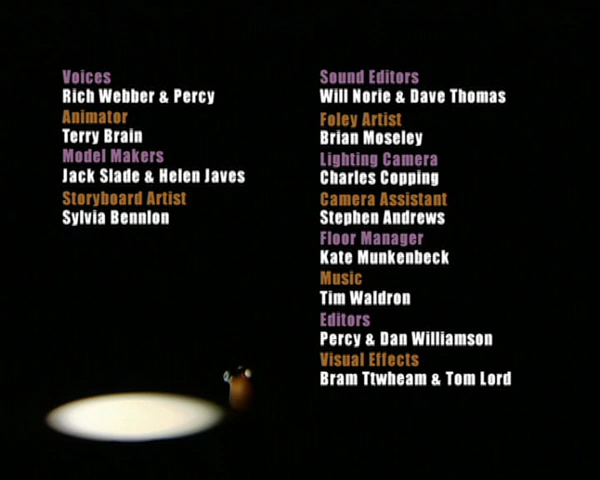 Voices
Rich Webber & Percy
Animator
Terry Brain
Model Makers
Jack Slade & Helen Javes
Storyboard Artist
Sylvia Bennion
Sound Editors
Will Norie & Dave Thomas
Foley Artist
Brian Moseley
Lighting Camera
Charles Copping
Camera Assistant
Stephen Andrews
Floor Manager
Kate Munkenbeck
Music
Tim Waldron
Editors
Percy & Dan Williamson
Visual Effects
Bram Ttwheam & Tom Lord